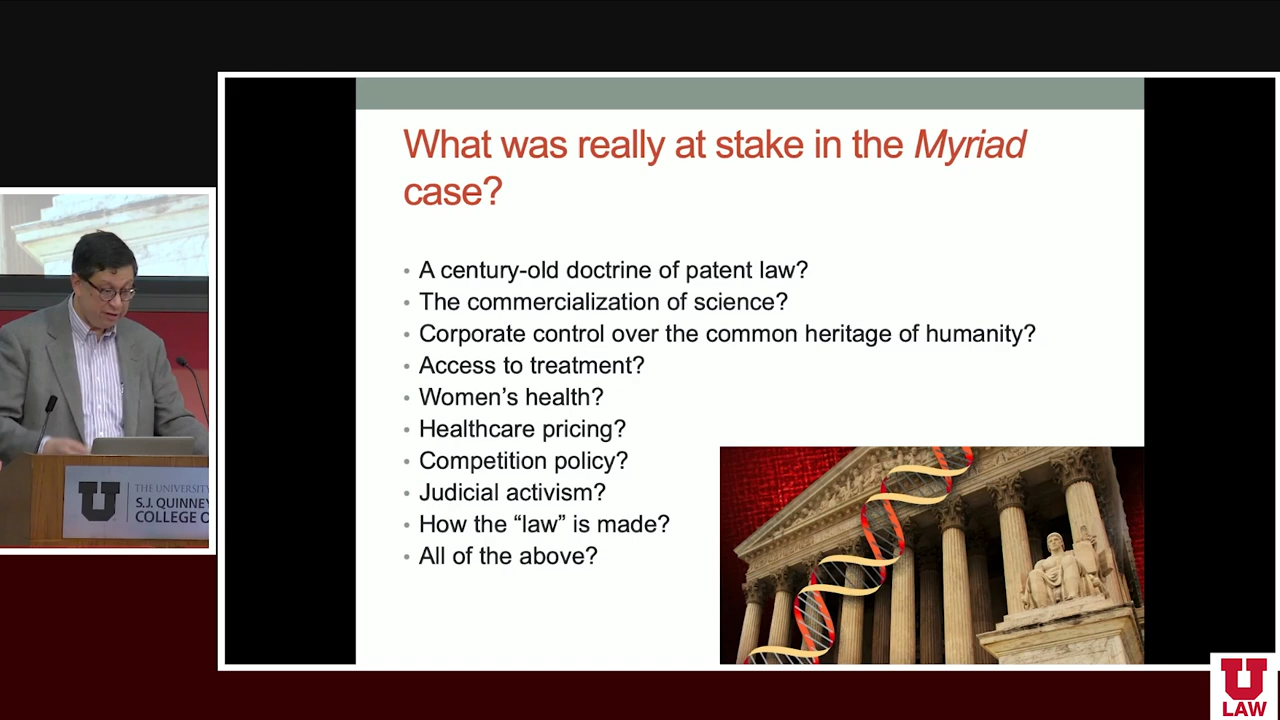 What was really at stake in the Myriad
case?
• A century-old doctrine of patent law?
• The commercialization of science?
• Corporate control over the common heritage of humanity?
• Access to treatment?
• Women’s health?
• Healthcare pricing?
• Competition policy?
• Judicial activism?
• How the “law” is made?
• All of the above?
U
THE UNIVERSITY
S.J. QUINNEY
COLLEGE O
U
LAW